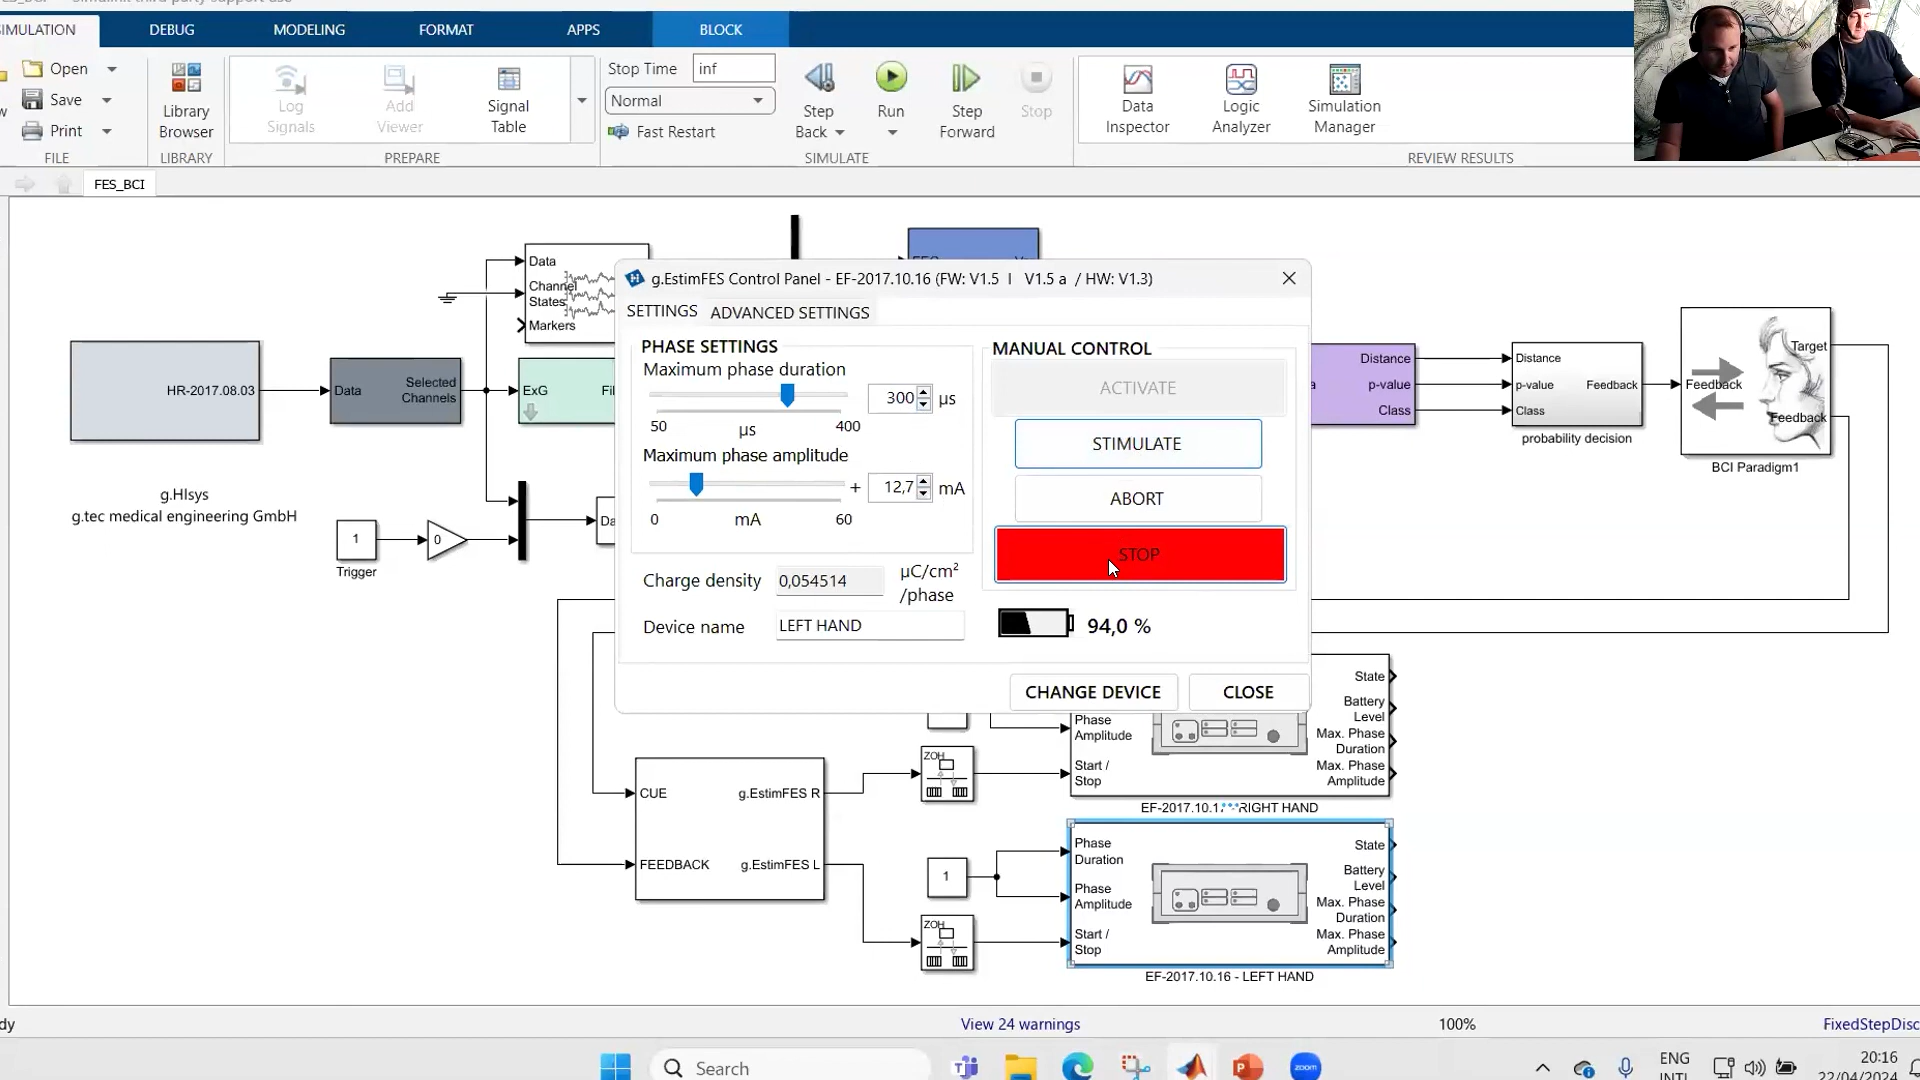 FES_BCI
SIMULATION
DEBUG
MODELING
FORMAT
APPS
BLOCK
Open
Save
Print
FILE
Library
Browser
LIBRARY
Log
Signals
Add
Viewer
Signal
Table
PREPARE
Stop Time
inf
Normal
Fast Restart
Step
Back
Run
Step
Forward
Stop
SIMULATE
Data
Inspector
Logic
Analyzer
Simulation
Manager
REVIEW RESULTS
FES_BCI
Data
Channel
States
Markers
HR-2017.08.03
Data
Selected
Channels
ExG
g.HIsys
g.tec medical engineering GmbH
1
Trigger
0
g.EstimFES Control Panel - EF-2017.10.16 (FW: V1.5 I V1.5 a / HW: V1.3)
SETTINGS
ADVANCED SETTINGS
PHASE SETTINGS
Maximum phase duration
300 µs
50 µs 400
Maximum phase amplitude
+ 12,7 mA
0 mA 60
Charge density 0,054514 µC/cm²
/phase
Device name LEFT HAND
MANUAL CONTROL
ACTIVATE
STIMULATE
ABORT
STOP
94,0 %
CHANGE DEVICE
CLOSE
Distance
p-value
Class
Distance
p-value
Class
Feedback
probability decision
Feedback
Target
Feedback
BCI Paradigm1
CUE
FEEDBACK
g.EstimFES R
g.EstimFES L
ZOH
Phase
Amplitude
Start /
Stop
State
Battery
Level
Max. Phase
Duration
Max. Phase
Amplitude
RIGHT HAND
1
ZOH
Phase
Duration
Phase
Amplitude
Start /
Stop
State
Battery
Level
Max. Phase
Duration
Max. Phase
Amplitude
EF-2017.10.16 - LEFT HAND
View 24 warnings
100%
Search
zoom
ENG
INTL
20:16
22/04/2024